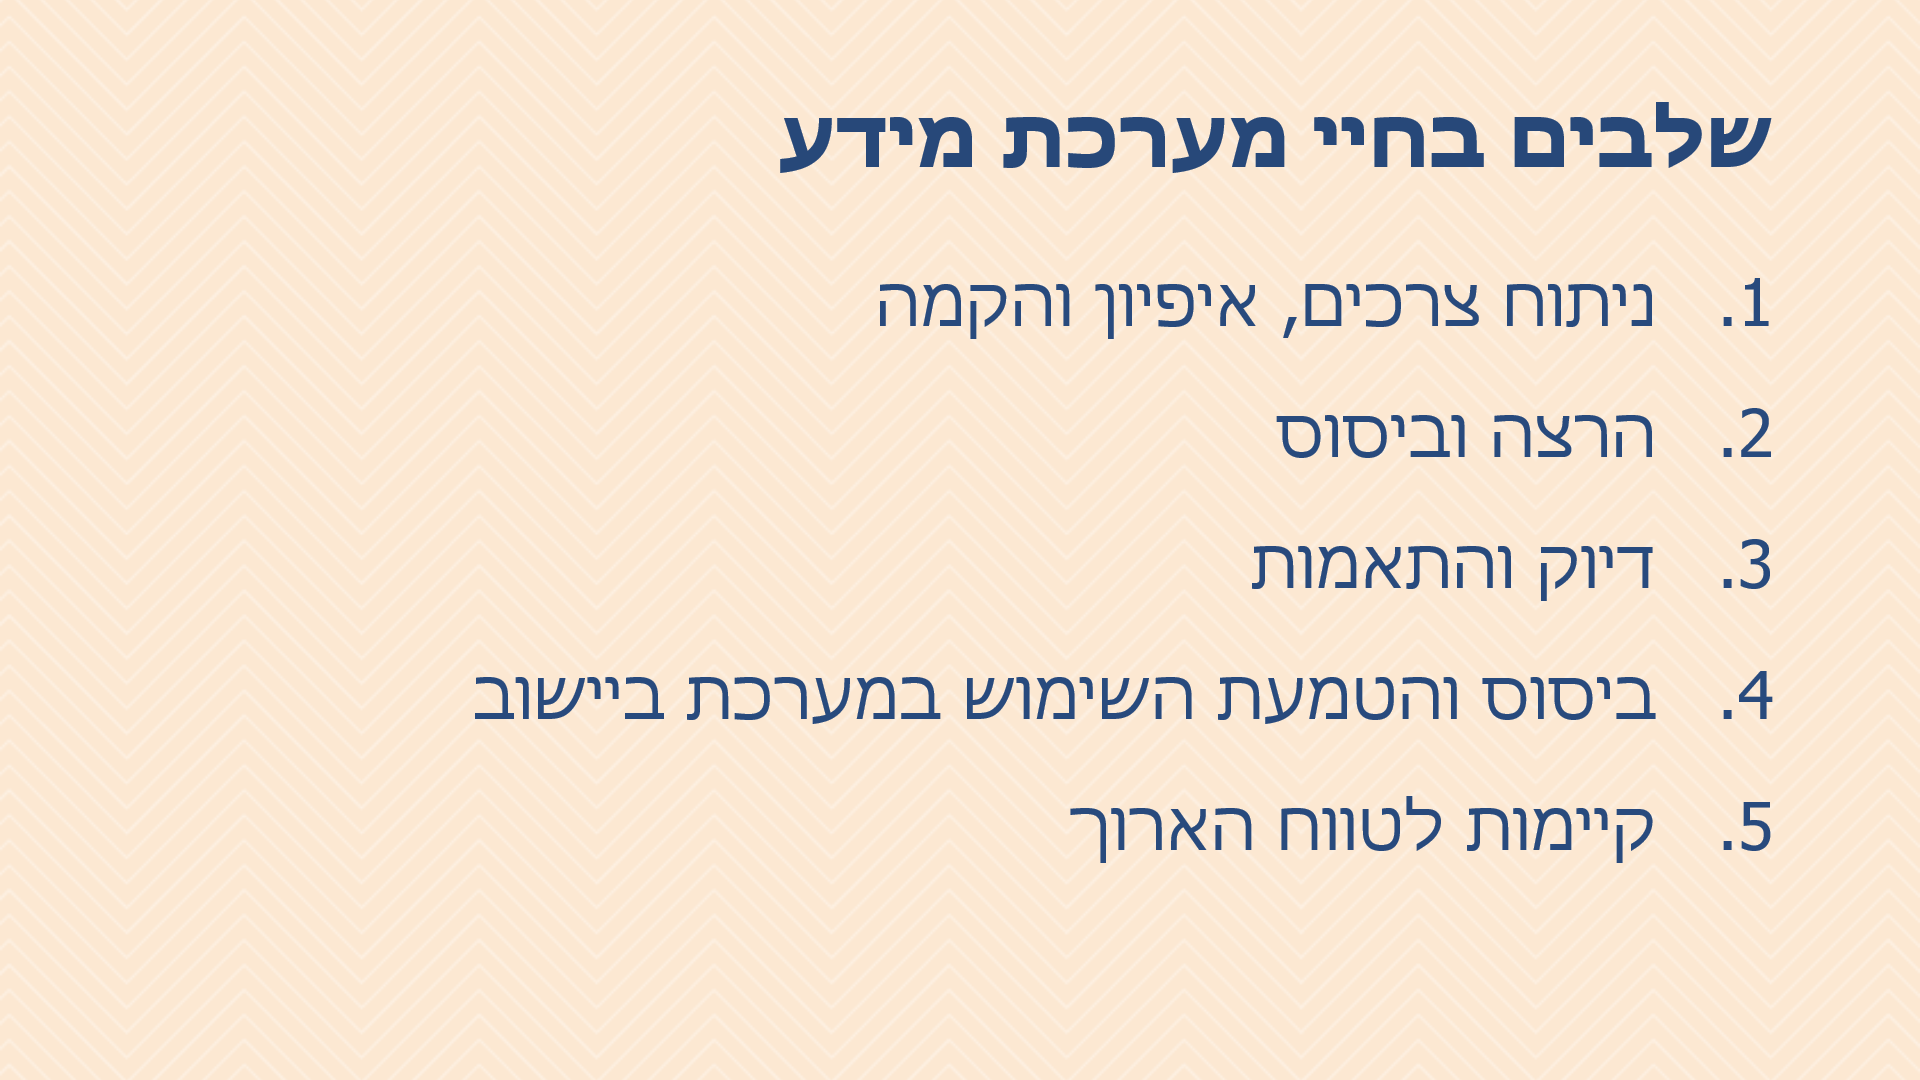 שלבים בחיי מערכת מידע
1. ניתוח צרכים, איפיון והקמה
2. הרצה וביסוס
3. דיוק והתאמות
4. ביסוס והטמעת השימוש במערכת ביישוב
5. קיימות לטווח הארוך